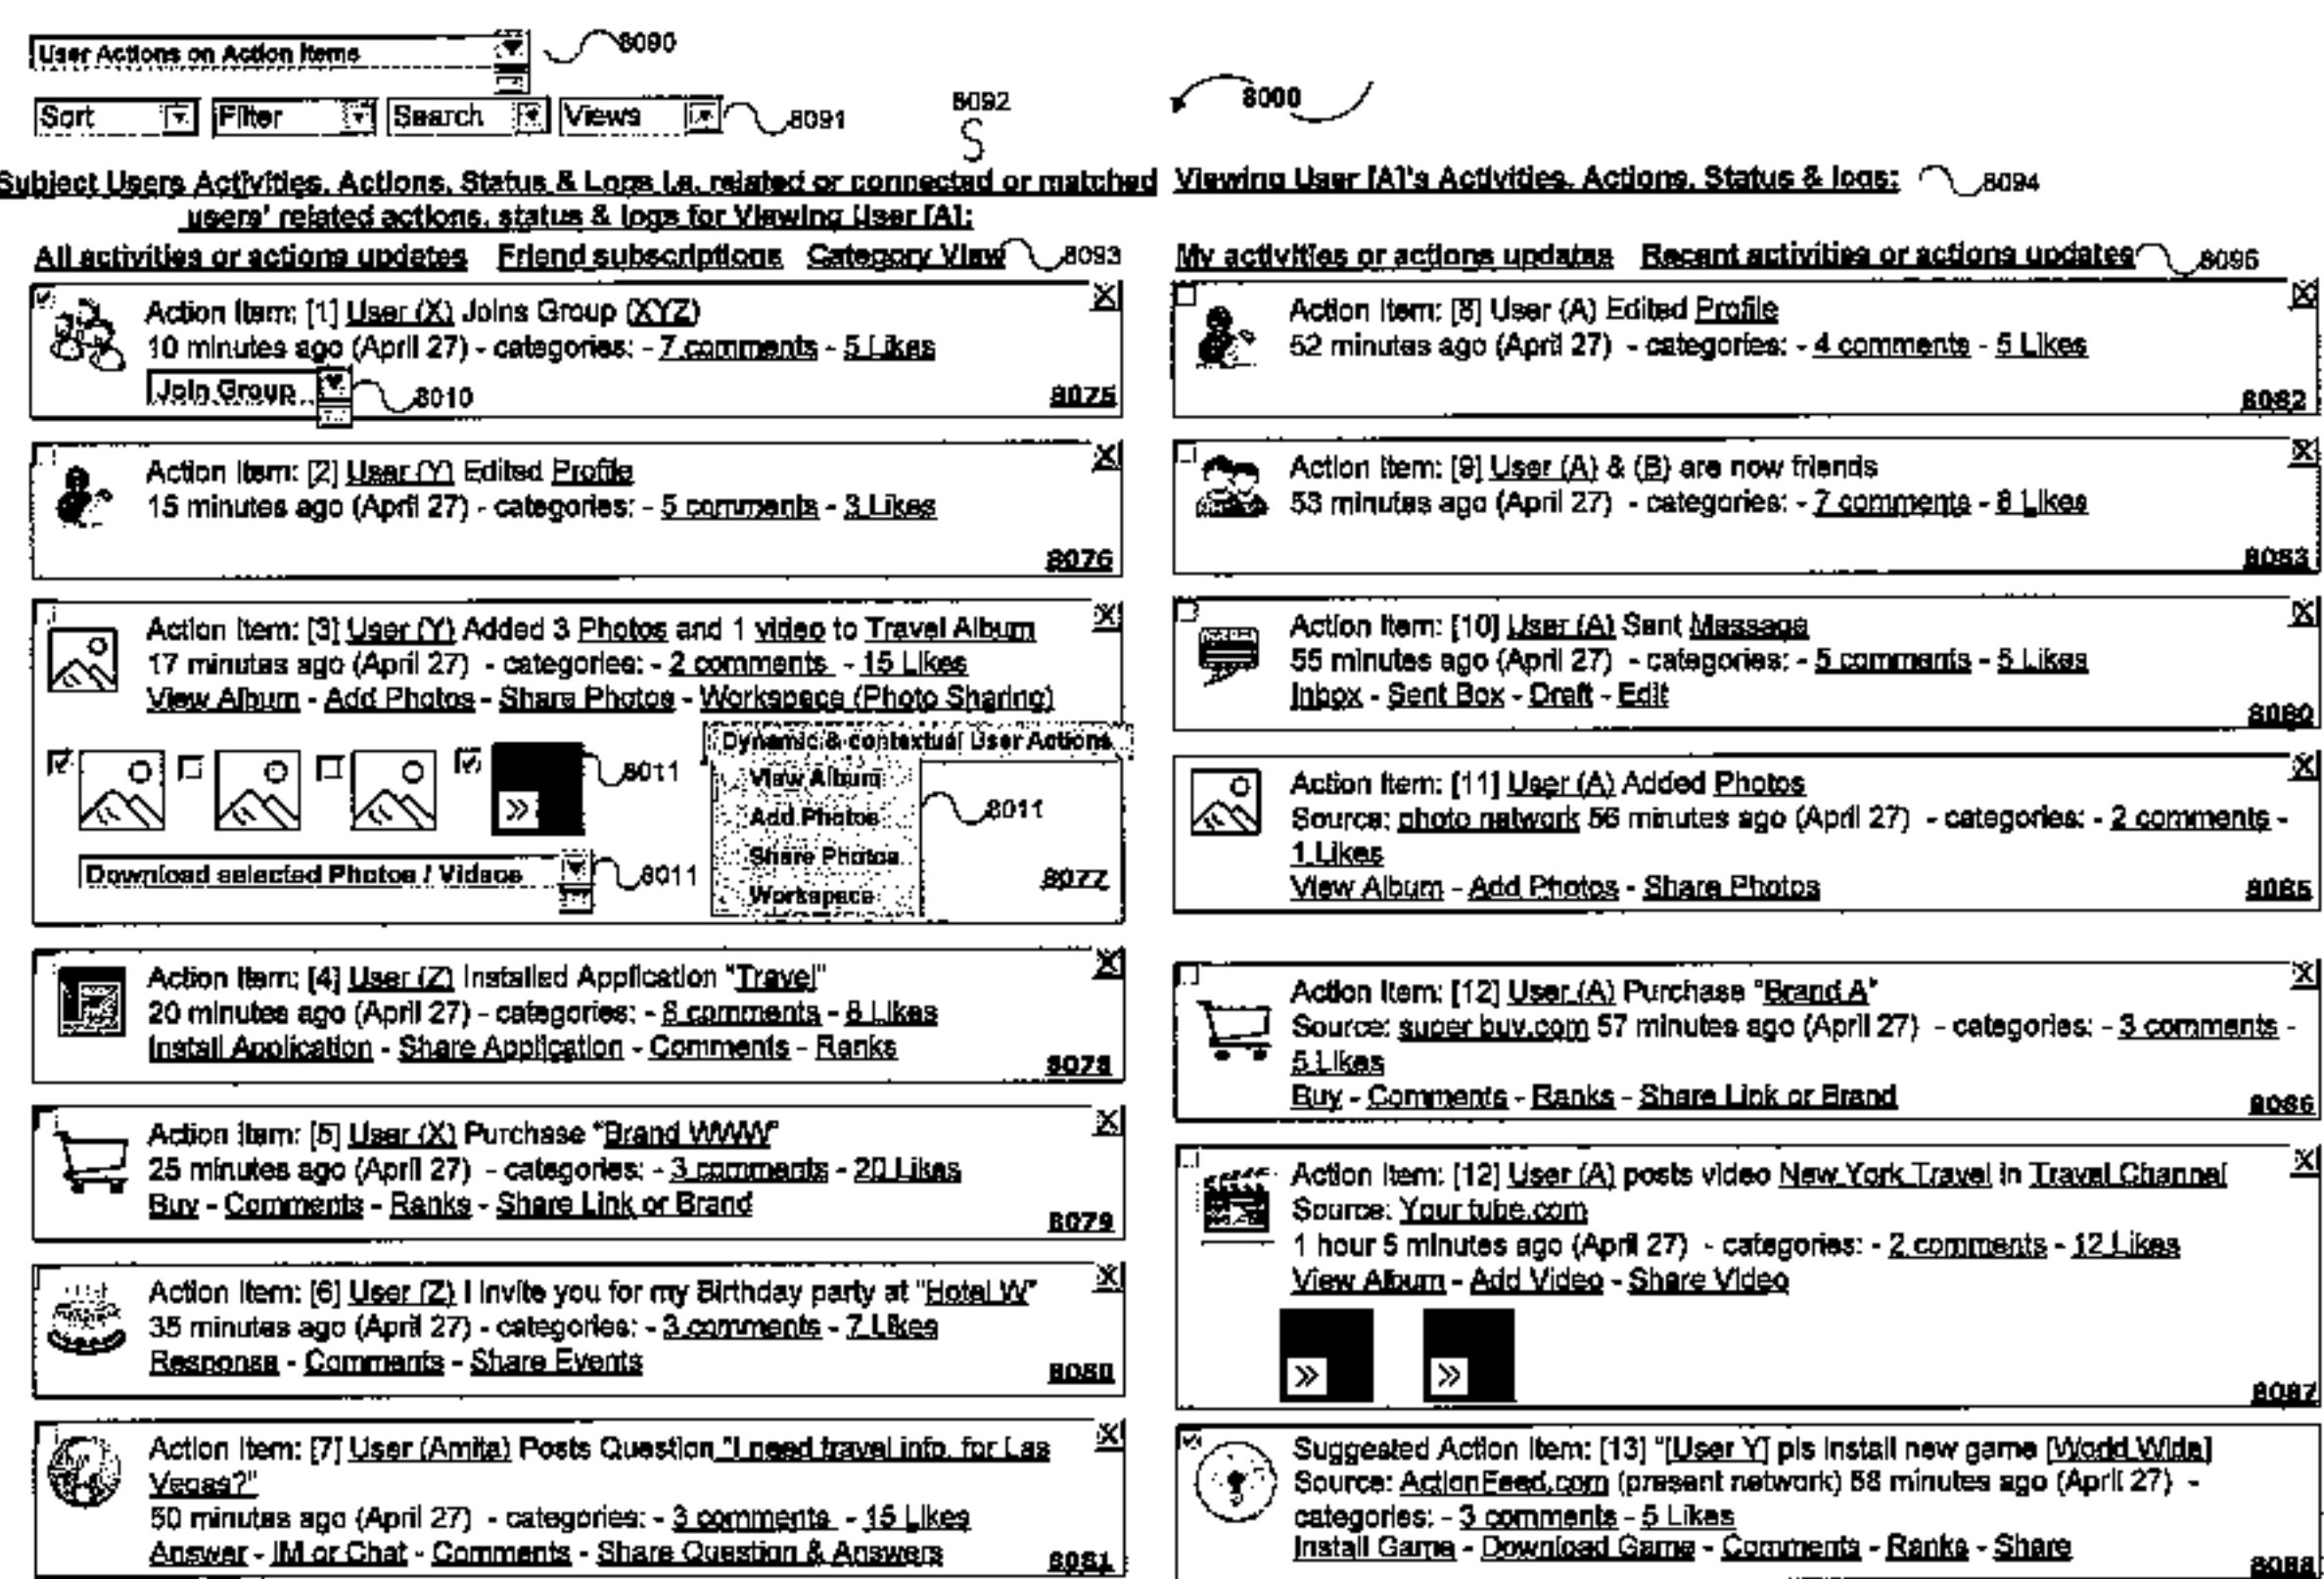 User Actions on Action Items
8090
Sort Filter Search Views
8091
8092
8000
Subject Users Activities, Actions, Status & Logs i.e. related or connected or matched
users' related actions, status & logs for Viewing User [A]:
All activities or actions updates Friend subscriptions Category View
8093
Action Item: [1] User (X) Joins Group (XYZ)
10 minutes ago (April 27) - categories: - 7 comments - 5 Likes
Join Group
8010
8075
Action Item: [2] User (Y) Edited Profile
15 minutes ago (April 27) - categories: - 5 comments - 3 Likes
8076
Action Item: [3] User (Y) Added 3 Photos and 1 video to Travel Album
17 minutes ago (April 27) - categories: - 2 comments - 15 Likes
View Album - Add Photos - Share Photos - Workspace (Photo Sharing)
Dynamic & contextual User Actions
8011
View Album
Add Photos
8011
Share Photos
Download selected Photos / Videos
8011
Workspace
8077
Action Item: [4] User (Z) Installed Application "Travel"
20 minutes ago (April 27) - categories: - 8 comments - 8 Likes
Install Application - Share Application - Comments - Ranks
8078
Action Item: [5] User (X) Purchase "Brand WWW"
25 minutes ago (April 27) - categories: - 3 comments - 20 Likes
Buy - Comments - Ranks - Share Link or Brand
8079
Action Item: [6] User (Z) I Invite you for my Birthday party at "Hotel W"
35 minutes ago (April 27) - categories: - 3 comments - 7 Likes
Response - Comments - Share Events
8080
Action Item: [7] User (Amita) Posts Question "I need travel info. for Las
Vegas?"
50 minutes ago (April 27) - categories: - 3 comments - 15 Likes
Answer - IM or Chat - Comments - Share Question & Answers
8081
Viewing User [A]'s Activities, Actions, Status & logs:
8094
My activities or actions updates Recent activities or actions updates
Action Item: [8] User (A) Edited Profile
52 minutes ago (April 27) - categories: - 4 comments - 5 Likes
8082
Action Item: [9] User (A) & (B) are now friends
53 minutes ago (April 27) - categories: - 7 comments - 8 Likes
8083
Action Item: [10] User (A) Sent Message
55 minutes ago (April 27) - categories: - 5 comments - 5 Likes
Inbox - Sent Box - Draft - Edit
Action Item: [11] User (A) Added Photos
Source: photo network 56 minutes ago (April 27) - categories: - 2 comments -
1 Likes
View Album - Add Photos - Share Photos
8085
Action Item: [12] User (A) Purchase "Brand A"
Source: super buy.com 57 minutes ago (April 27) - categories: - 3 comments -
5 Likes
Buy - Comments - Ranks - Share Link or Brand
8086
Action Item: [12] User (A) posts video New York Travel in Travel Channel
Source: Your tube.com
1 hour 5 minutes ago (April 27) - categories: - 2 comments - 12 Likes
View Album - Add Video - Share Video
8087
Suggested Action Item: [13] "[User Y] pls install new game [World Wide]
Source: ActionFeed.com (present network) 58 minutes ago (April 27) -
categories: - 3 comments - 5 Likes
Install Game - Download Game - Comments - Ranks - Share
8088